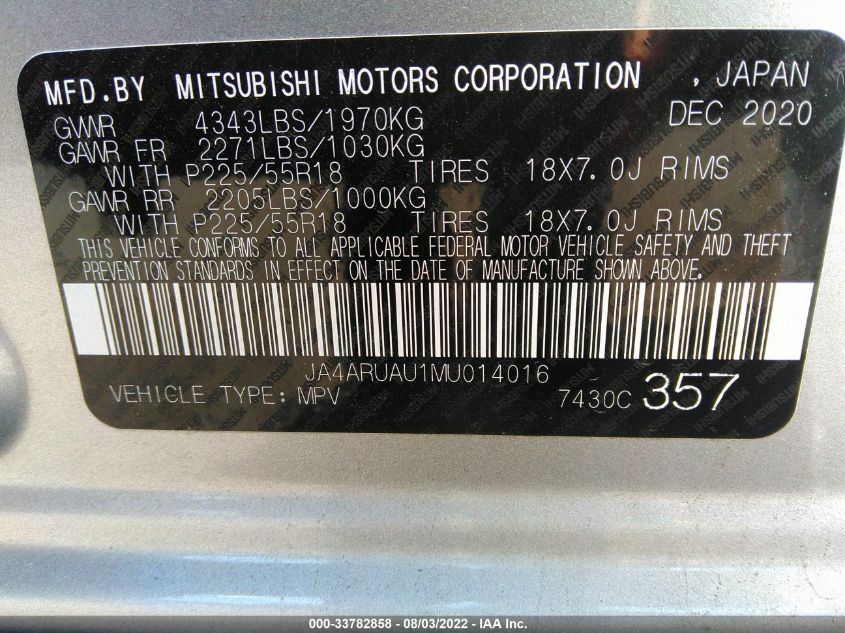 MFD.BY MITSUBISHI MOTORS CORPORATION , JAPAN
GVWR 4343LBS/1970KG DEC 2020
GAWR FR 2271LBS/1030KG
WITH P225/55R18 TIRES 18X7.0J RIMS
GAWR RR 2205LBS/1000KG
WITH P225/55R18 TIRES 18X7.0J RIMS
THIS VEHICLE CONFORMS TO ALL APPLICABLE FEDERAL MOTOR VEHICLE SAFETY AND THEFT
PREVENTION STANDARDS IN EFFECT ON THE DATE OF MANUFACTURE SHOWN ABOVE.
JA4ARUAU1MU014016
VEHICLE TYPE: MPV 7430C 357
000-33782858 - 08/03/2022 - IAA Inc.